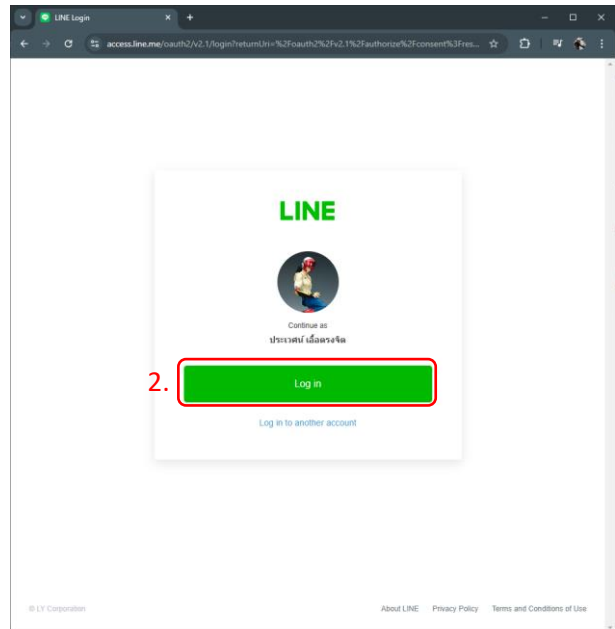 LINE Login
access.line.me/oauth2/v2.1/login?returnUri=%2Foauth2%2Fv2.1%2Fauthorize%2Fconsent%3Fres...
LINE
Continue as
ประเวศน์ เอื้อตรงจิต
2.
Log in
Log in to another account
© LY Corporation
About LINE Privacy Policy Terms and Conditions of Use